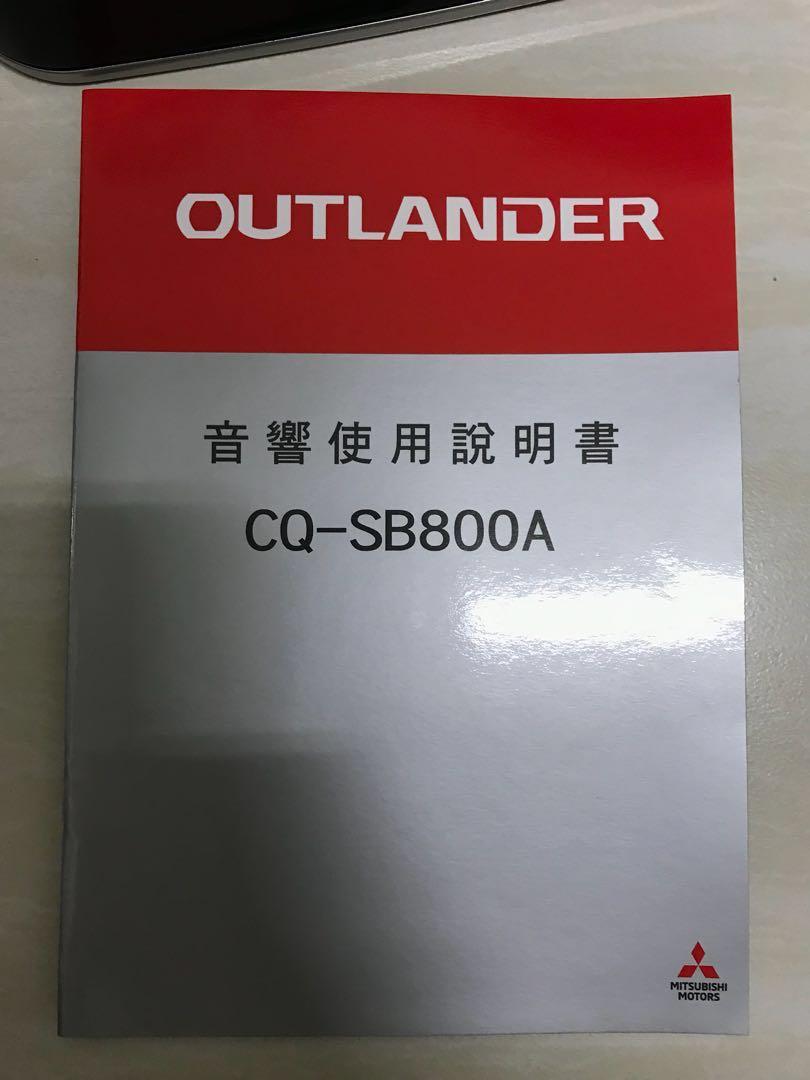 OUTLANDER
音響使用說明書
CQ-SB800A
MITSUBISHI
MOTORS